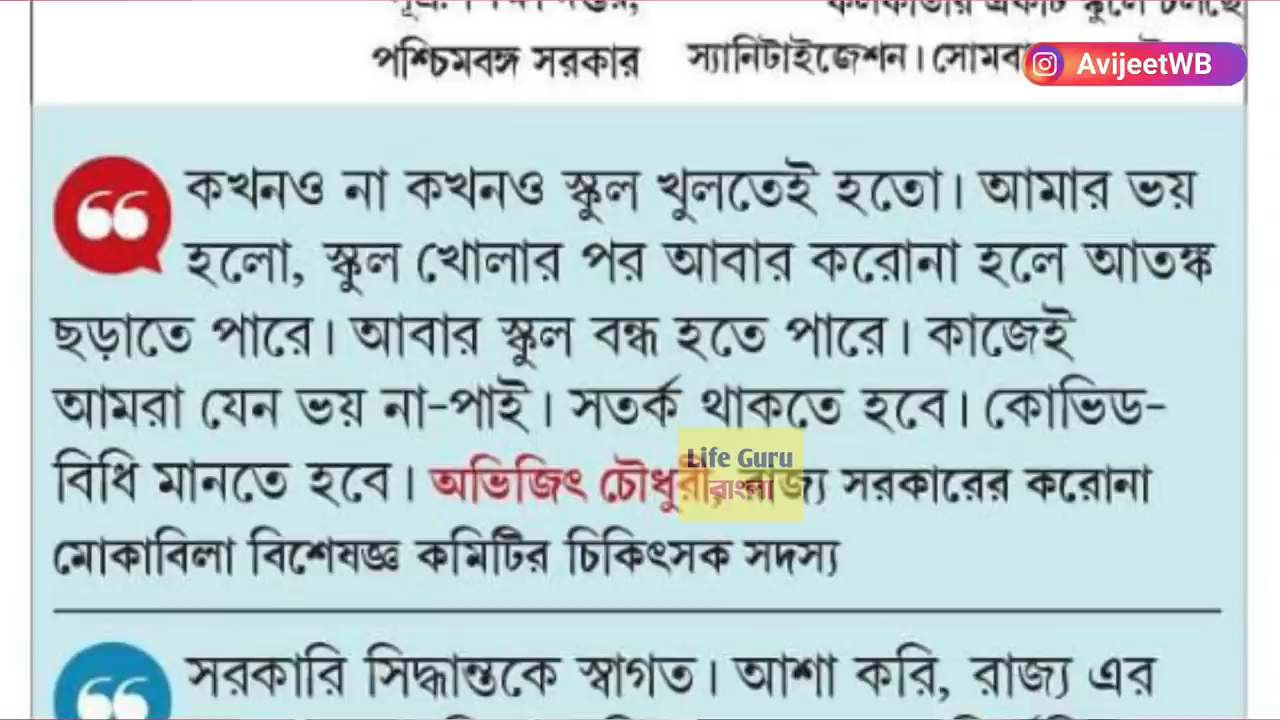 পশ্চিমবঙ্গ সরকার
স্যানিটাইজেশন।
AvijeetWB
কখনও না কখনও স্কুল খুলতেই হতো। আমার ভয়
হলো, স্কুল খোলার পর আবার করোনা হলে আতঙ্ক
ছড়াতে পারে। আবার স্কুল বন্ধ হতে পারে। কাজেই
আমরা যেন ভয় না-পাই। সতর্ক থাকতে হবে। কোভিড-
বিধি মানতে হবে। অভিজিৎ চৌধুরী, রাজ্য সরকারের করোনা
Life Guru
বাংলা
মোকাবিলা বিশেষজ্ঞ কমিটির চিকিৎসক সদস্য
সরকারি সিদ্ধান্তকে স্বাগত। আশা করি, রাজ্য এর